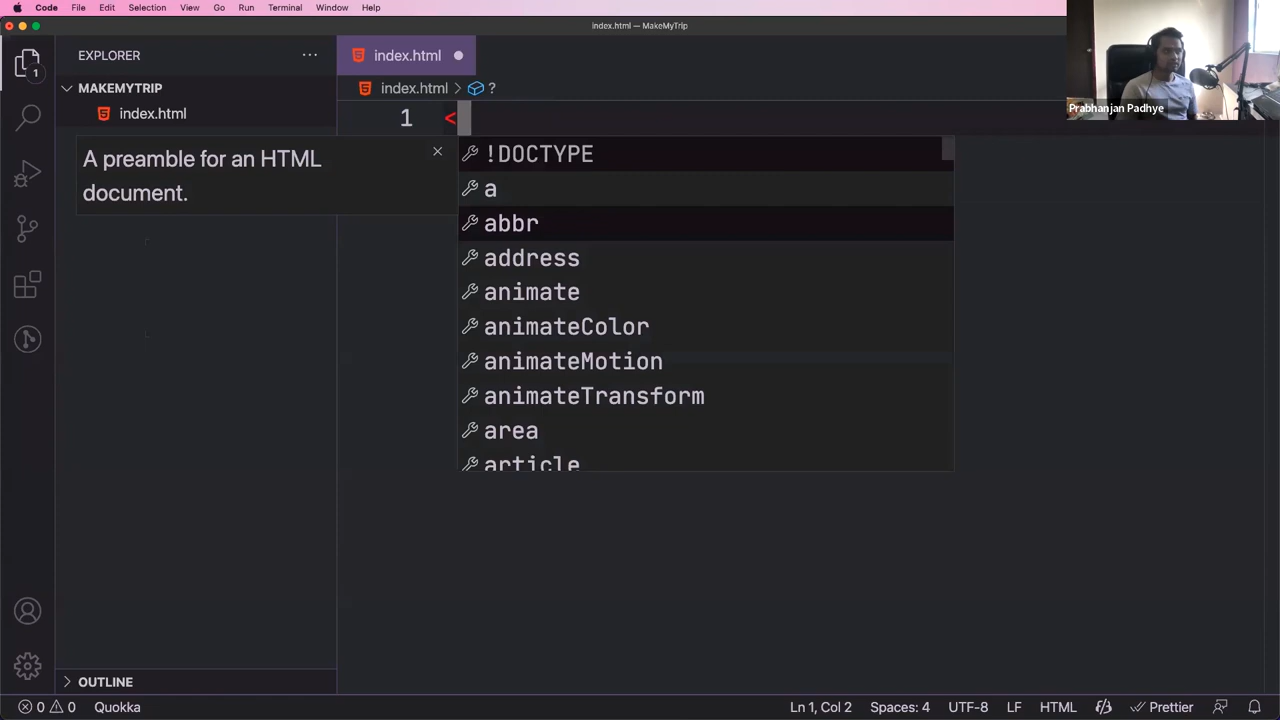 Code File Edit Selection View Go Run Terminal Window Help
index.html — MakeMyTrip
EXPLORER
MAKEMYTRIP
index.html
A preamble for an HTML
document.
OUTLINE
index.html
index.html > ?
1 <
!DOCTYPE
a
abbr
address
animate
animateColor
animateMotion
animateTransform
area
article
Prabhanjan Padhye
1
0 0 Quokka
Ln 1, Col 2 Spaces: 4 UTF-8 LF HTML Prettier